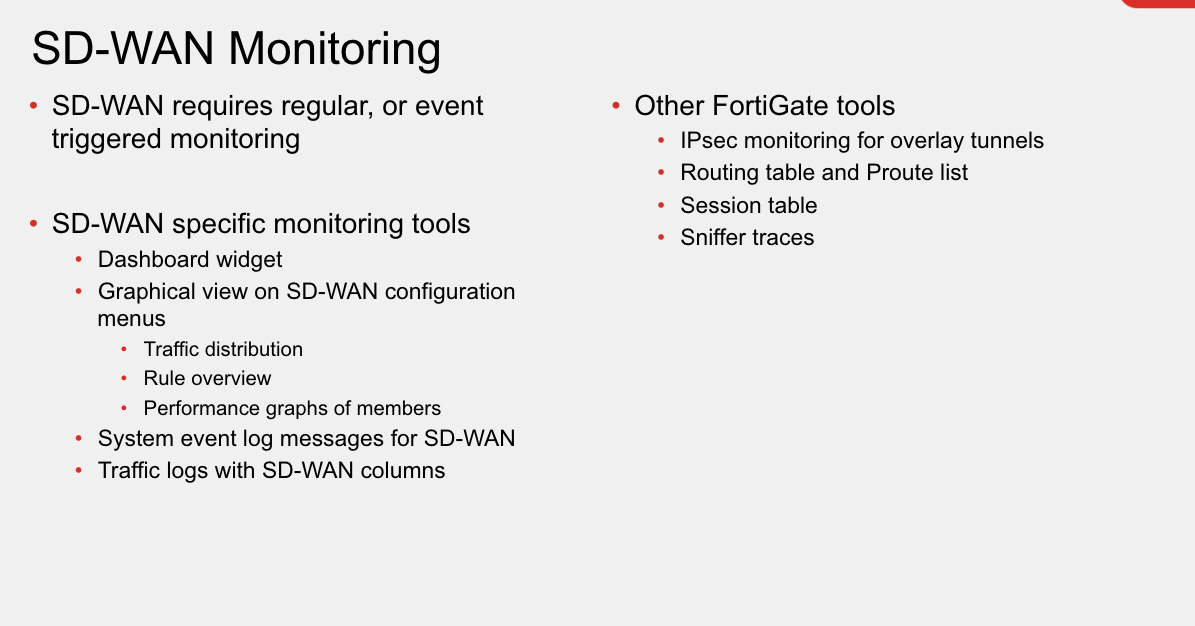 SD-WAN Monitoring
• SD-WAN requires regular, or event
triggered monitoring
• SD-WAN specific monitoring tools
• Dashboard widget
• Graphical view on SD-WAN configuration
menus
• Traffic distribution
• Rule overview
• Performance graphs of members
• System event log messages for SD-WAN
• Traffic logs with SD-WAN columns
• Other FortiGate tools
• IPsec monitoring for overlay tunnels
• Routing table and Proute list
• Session table
• Sniffer traces